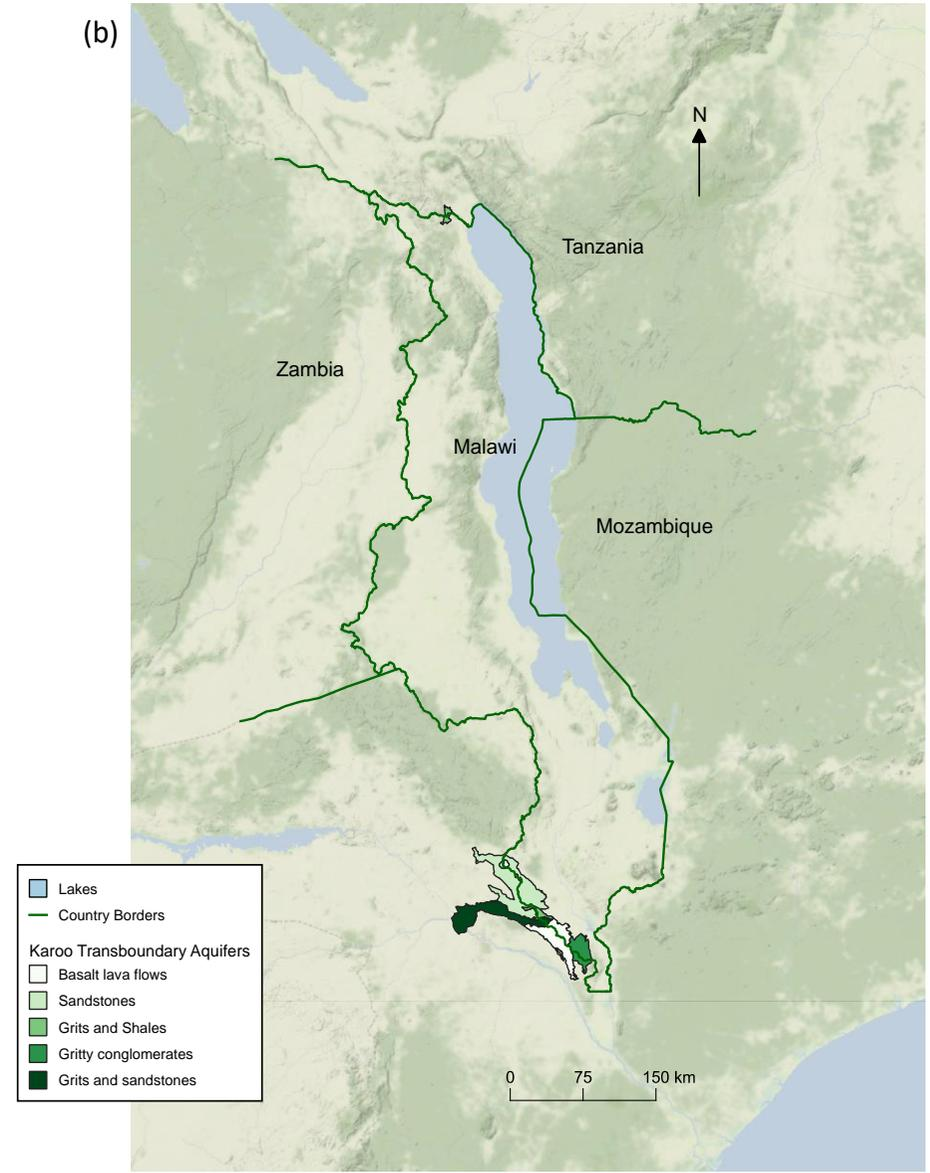 (b)
N
Tanzania
Zambia
Malawi
Mozambique
Lakes
Country Borders
Karoo Transboundary Aquifers
Basalt lava flows
Sandstones
Grits and Shales
Gritty conglomerates
Grits and sandstones
0 75 150 km